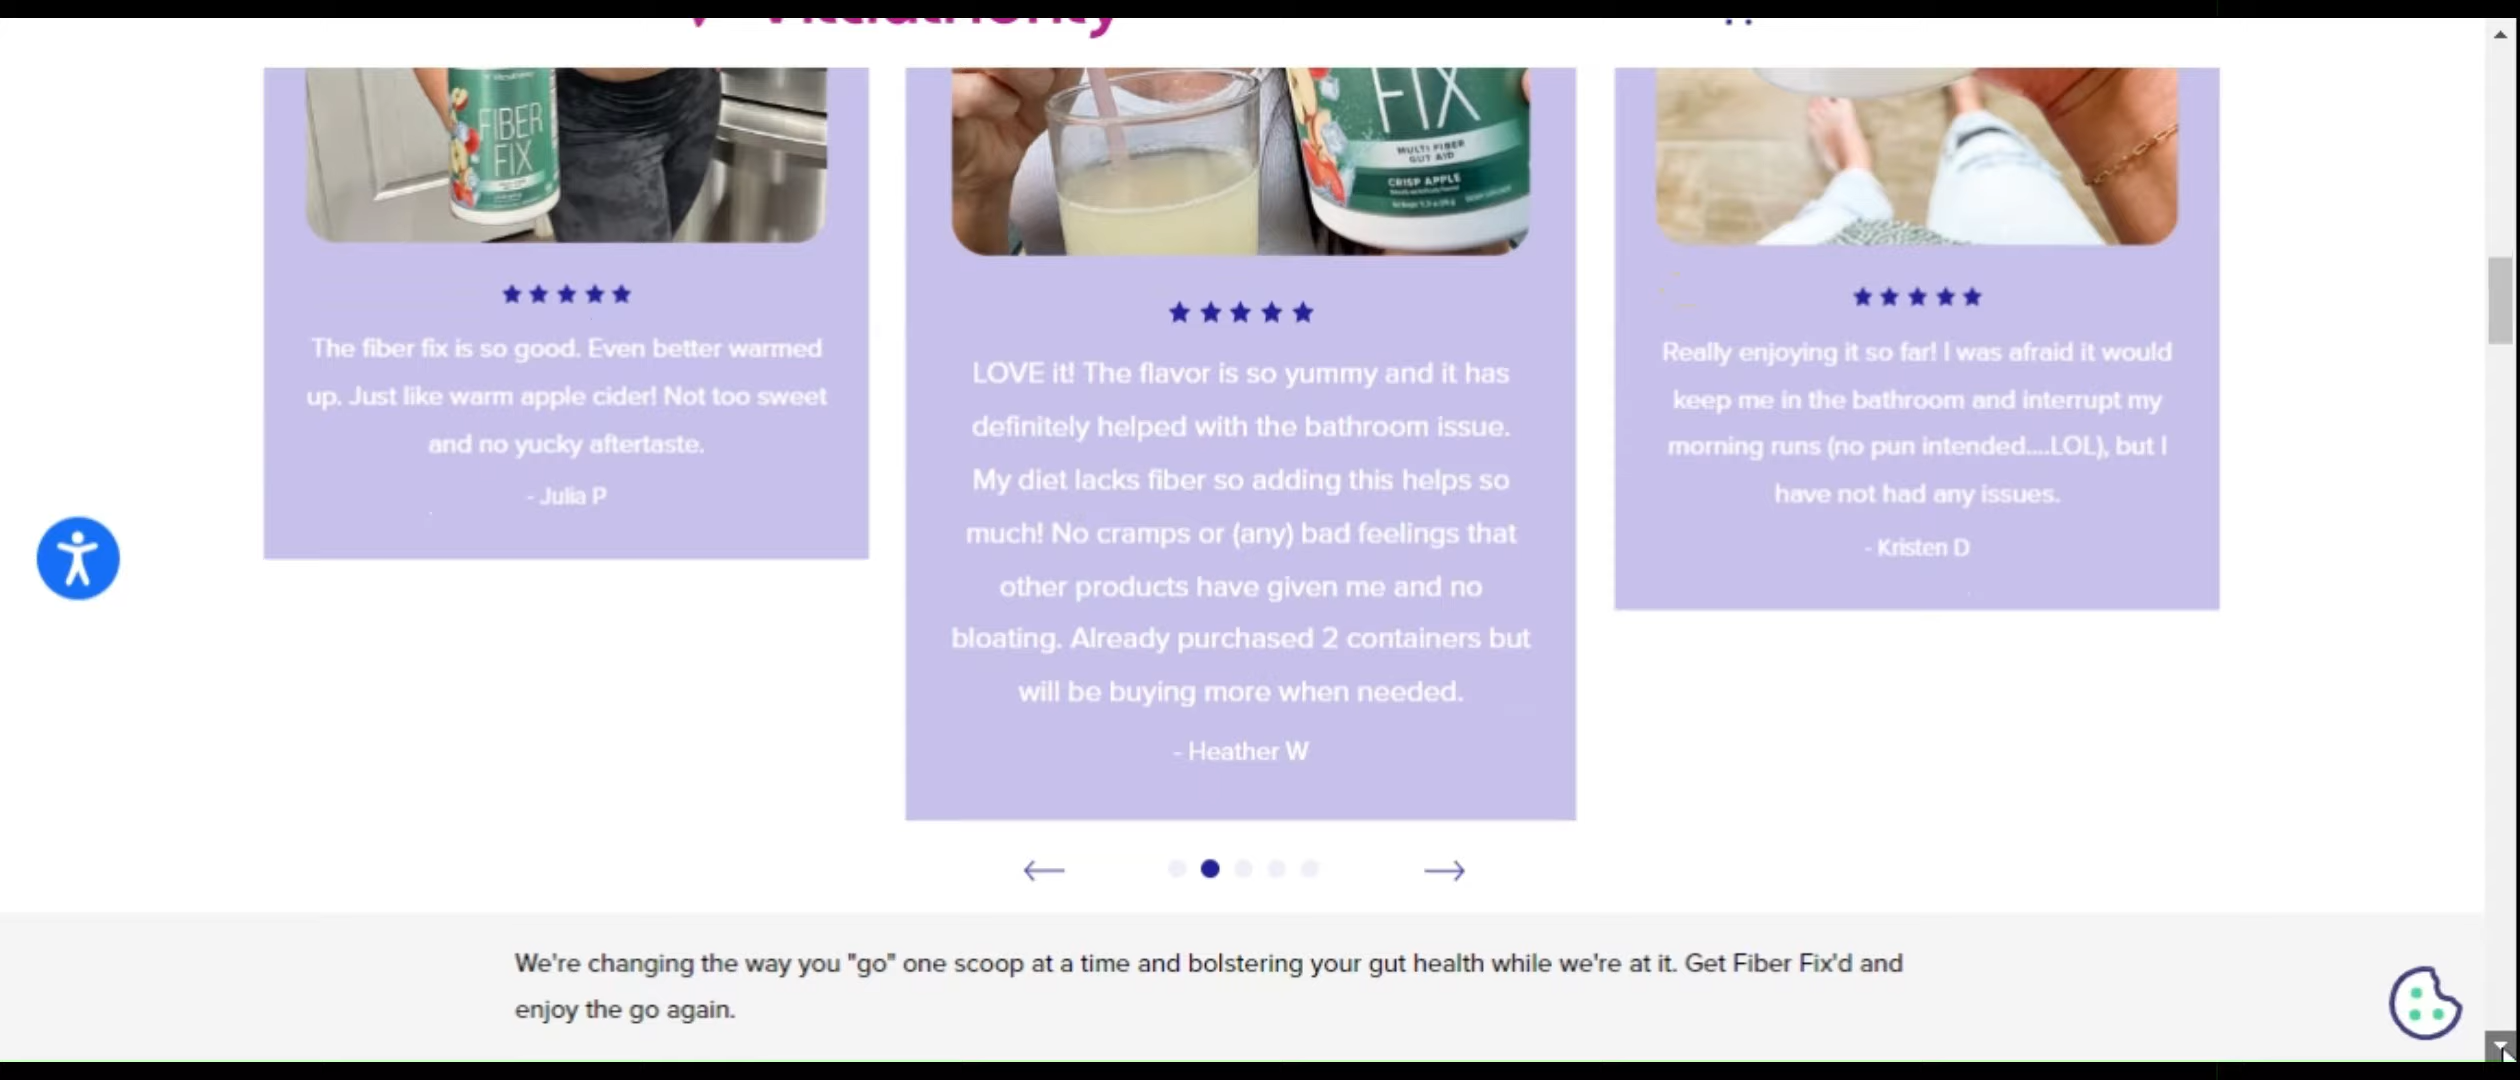 FIBER
FIX
FIX
MULTI FIBER
GUT AID
CRISP APPLE
The fiber fix is so good. Even better warmed
up. Just like warm apple cider! Not too sweet
and no yucky aftertaste.
- Julia P
LOVE it! The flavor is so yummy and it has
definitely helped with the bathroom issue.
My diet lacks fiber so adding this helps so
much! No cramps or (any) bad feelings that
other products have given me and no
bloating. Already purchased 2 containers but
will be buying more when needed.
- Heather W
Really enjoying it so far! I was afraid it would
keep me in the bathroom and interrupt my
morning runs (no pun intended....LOL), but I
have not had any issues.
- Kristen D
We're changing the way you "go" one scoop at a time and bolstering your gut health while we're at it. Get Fiber Fix'd and
enjoy the go again.